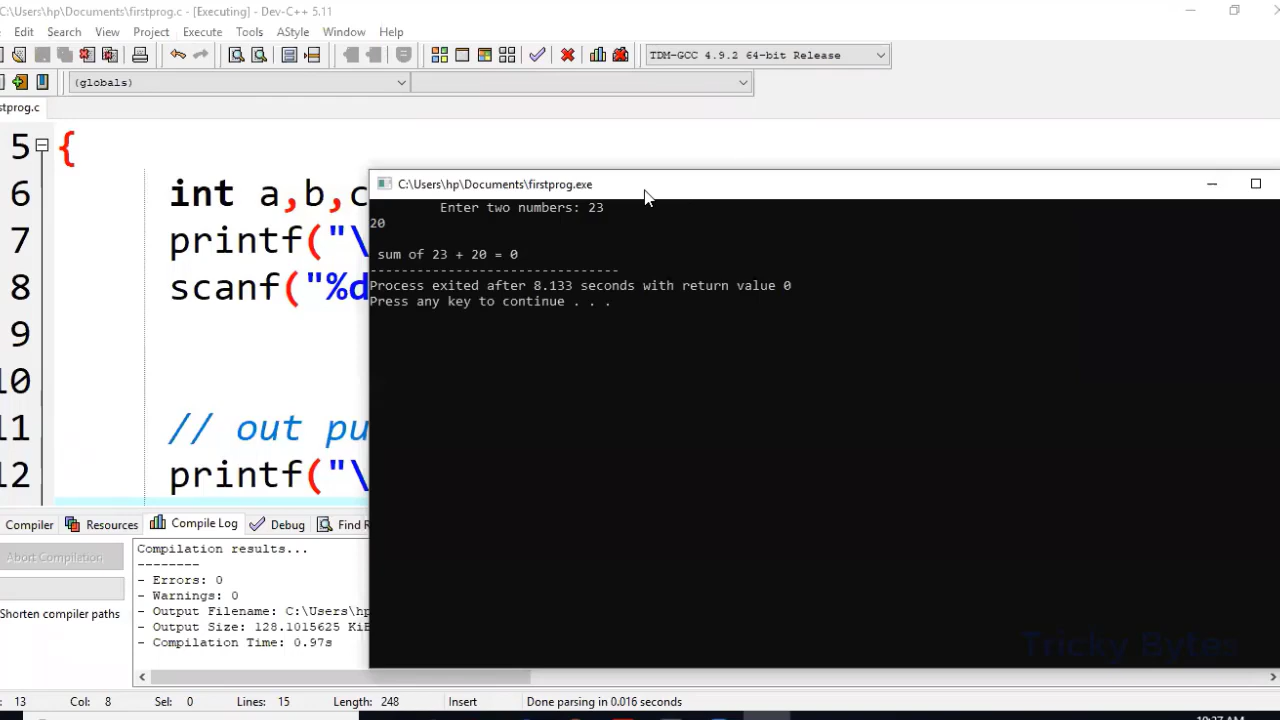 C:\Users\hp\Documents\firstprog.c - [Executing] - Dev-C++ 5.11
Edit Search View Project Execute Tools AStyle Window Help
TDM-GCC 4.9.2 64-bit Release
(globals)
stprog.c
5 {
6 int a,b,c
7 printf("\
8 scanf("%d
9
10
11 // out pu
12 printf("\
C:\Users\hp\Documents\firstprog.exe
Enter two numbers: 23
20
sum of 23 + 20 = 0
--------------------------------
Process exited after 8.133 seconds with return value 0
Press any key to continue . . .
Compiler Resources Compile Log Debug Find R
Abort Compilation
Shorten compiler paths
Compilation results...
--------
- Errors: 0
- Warnings: 0
- Output Filename: C:\Users\hp
- Output Size: 128.1015625 KiB
- Compilation Time: 0.97s
Tricky Bytes
: 13 Col: 8 Sel: 0 Lines: 15 Length: 248 Insert Done parsing in 0.016 seconds